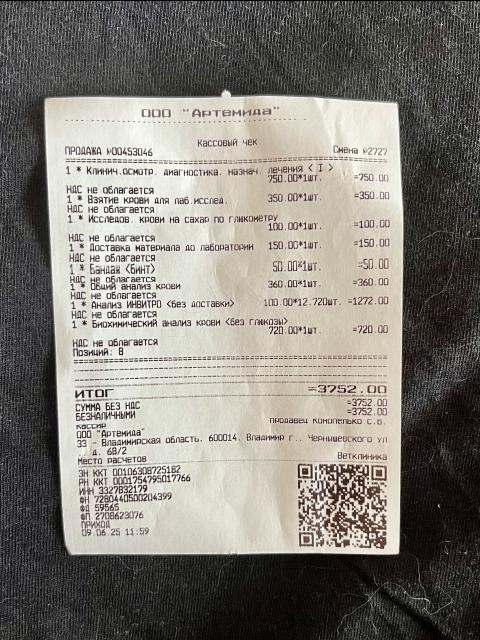 ООО "Артемида"
Кассовый чек
ПРОДАЖА №00453046 Смена №2727
1 * Клинич.осмотр, диагностика, назнач. лечения < I >
750.00*1шт. =750.00
НДС не облагается
1 * Взятие крови для лаб.исслед. 350.00*1шт. =350.00
НДС не облагается
1 * Исследов. крови на сахар по глюкометру
100.00*1шт. =100.00
НДС не облагается
1 * Доставка материала до лаборатории 150.00*1шт. =150.00
НДС не облагается
1 * Бандаж <Бинт> 50.00*1шт. =50.00
НДС не облагается
1 * Общий анализ крови 360.00*1шт. =360.00
НДС не облагается
1 * Анализ ИНВИТРО <без доставки> 100.00*12.720шт. =1272.00
НДС не облагается
1 * Биохимический анализ крови <без глюкозы>
720.00*1шт. =720.00
НДС не облагается
Позиций: 8
ИТОГ =3752.00
СУММА БЕЗ НДС =3752.00
БЕЗНАЛИЧНЫМИ =3752.00
Кассир Продавец Конопелько С.В.
ООО "Артемида"
33 - Владимирская область, 600014, Владимир г., Чернышевского ул
., д. 68/2
Место расчетов Ветклиника
ЗН ККТ 00106308725182
РН ККТ 0001754795017766
ИНН 3327832179
ФН 7280440500204399
ФД 59565
ФП 2708623076
ПРИХОД
09.06.25 11:59